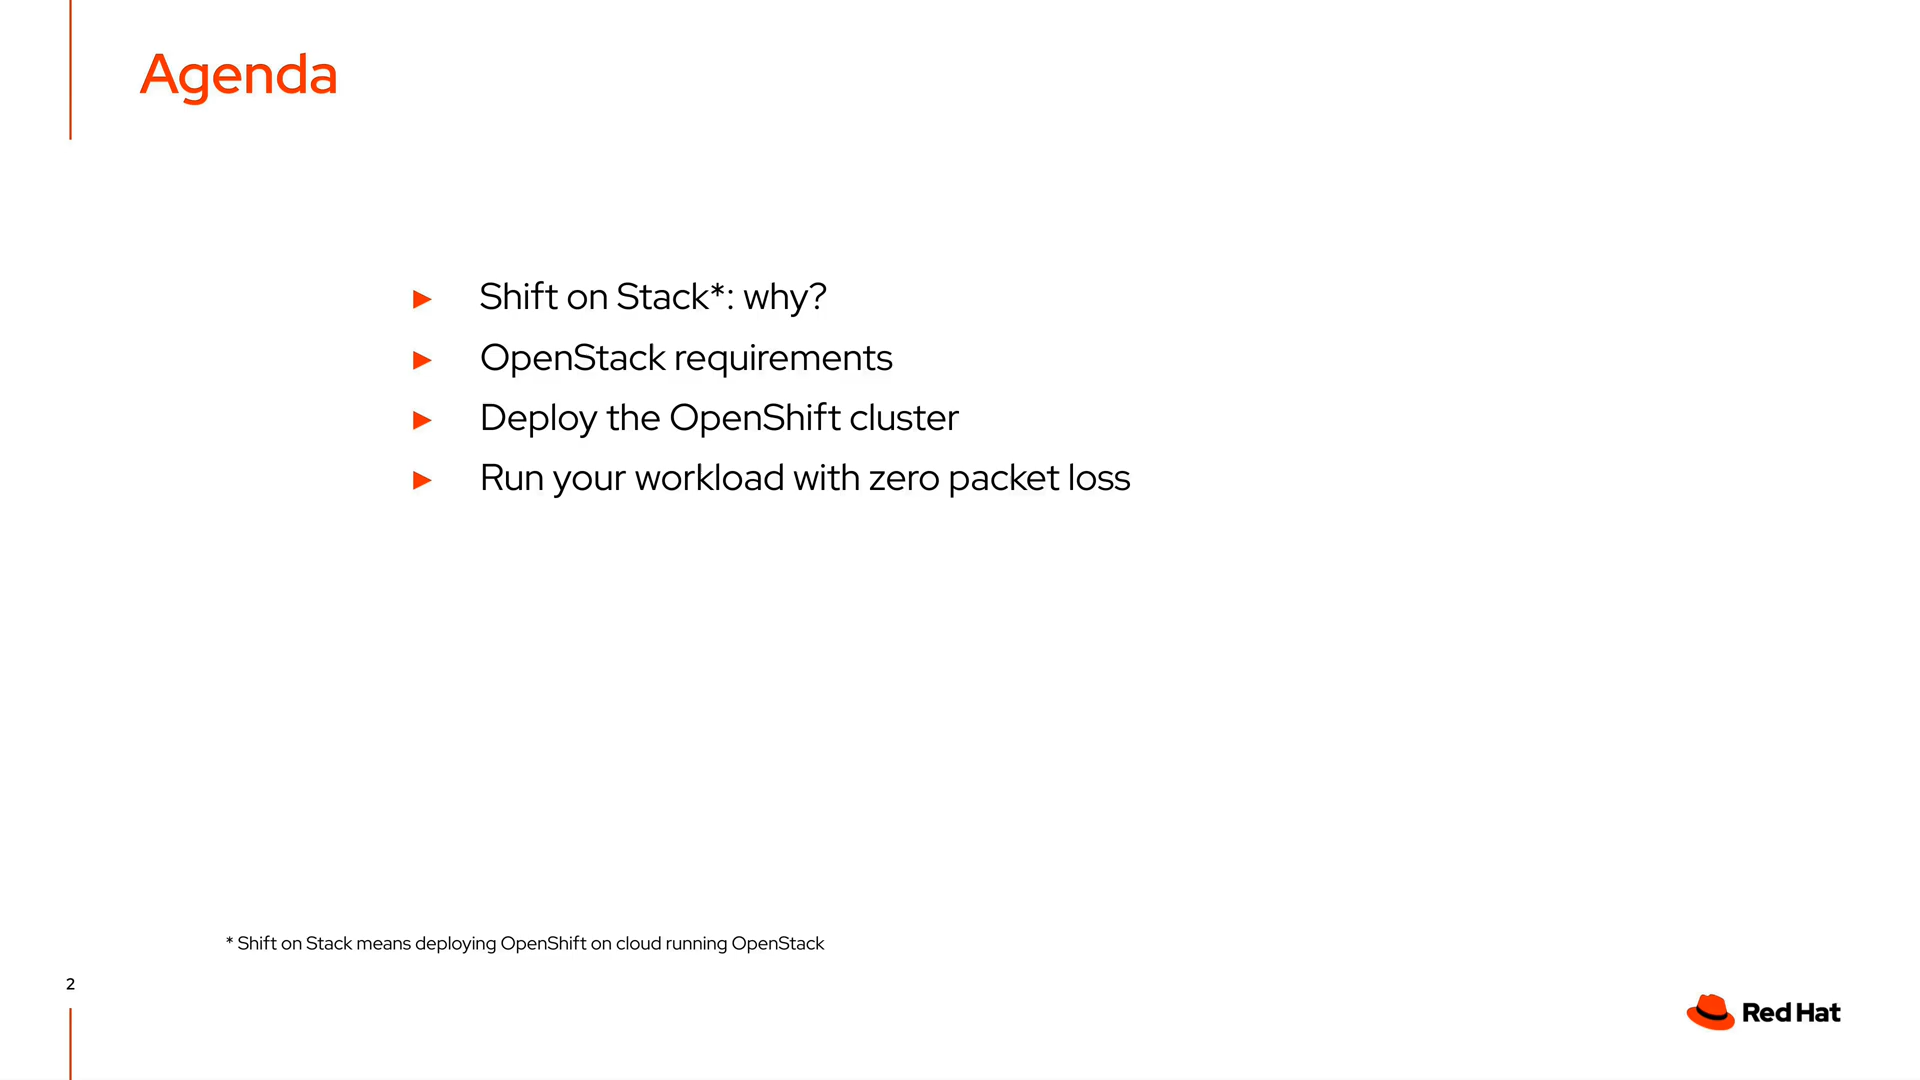 Agenda
► Shift on Stack*: why?
► OpenStack requirements
► Deploy the OpenShift cluster
► Run your workload with zero packet loss
* Shift on Stack means deploying OpenShift on cloud running OpenStack
2
Red Hat